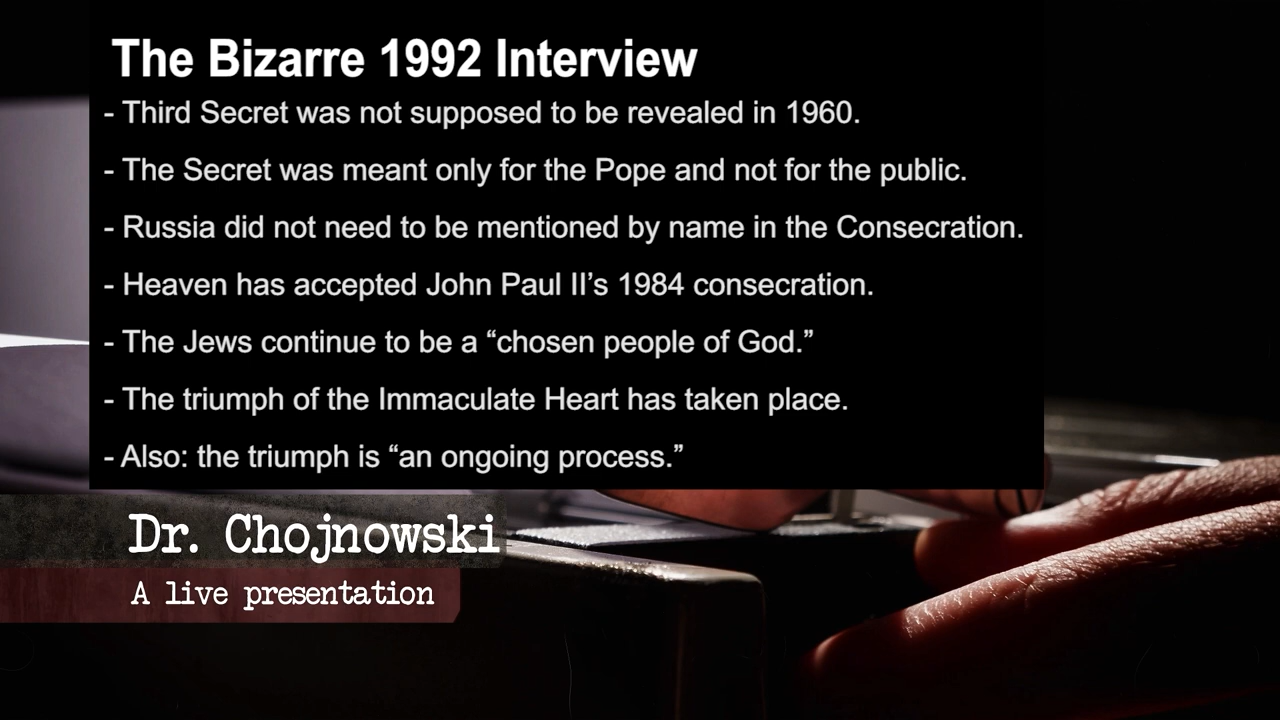 The Bizarre 1992 Interview
- Third Secret was not supposed to be revealed in 1960.
- The Secret was meant only for the Pope and not for the public.
- Russia did not need to be mentioned by name in the Consecration.
- Heaven has accepted John Paul II’s 1984 consecration.
- The Jews continue to be a “chosen people of God.”
- The triumph of the Immaculate Heart has taken place.
- Also: the triumph is “an ongoing process.”
Dr. Chojnowski
A live presentation